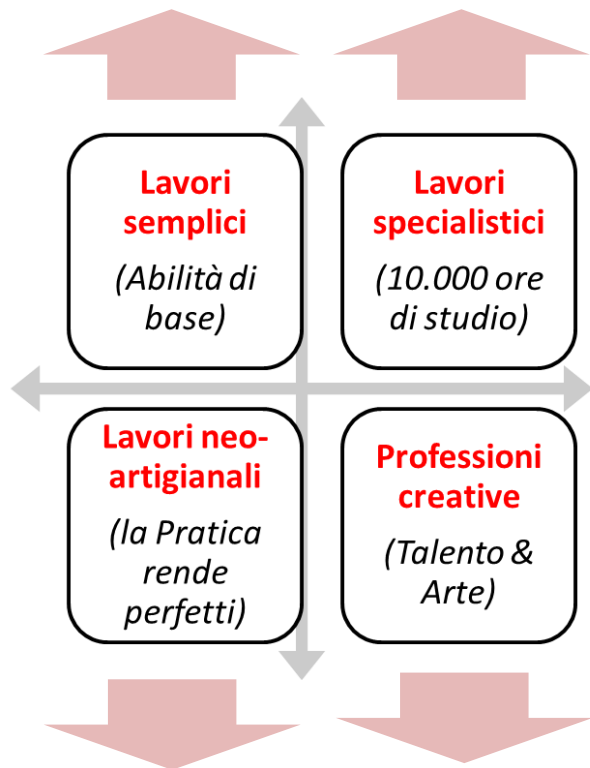 Lavori
semplici
(Abilità di
base)
Lavori
specialistici
(10.000 ore
di studio)
Lavori neo-
artigianali
(la Pratica
rende
perfetti)
Professioni
creative
(Talento &
Arte)